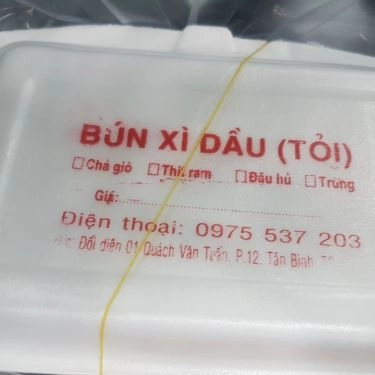 BÚN XÌ DẦU (TỎI)
☐ Chả giò ☐ Thịt ram ☐ Đậu hủ ☐ Trứng
Giá:
Điện thoại: 0975 537 203
Đối diện 01 Quách Văn Tuấn, P.12. Tân Bình